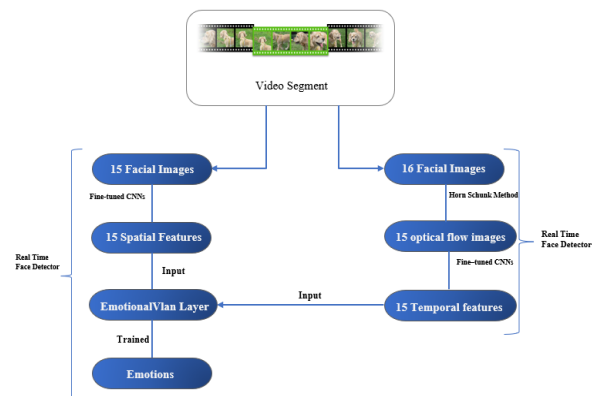 Video Segment
15 Facial Images
16 Facial Images
Fine-tuned CNNs
Horn Schunk Method
15 Spatial Features
15 optical flow images
Real Time
Face Detector
Real Time
Face Detector
Input
Fine–tuned CNNs
EmotionalVlan Layer
Input
15 Temporal features
Trained
Emotions